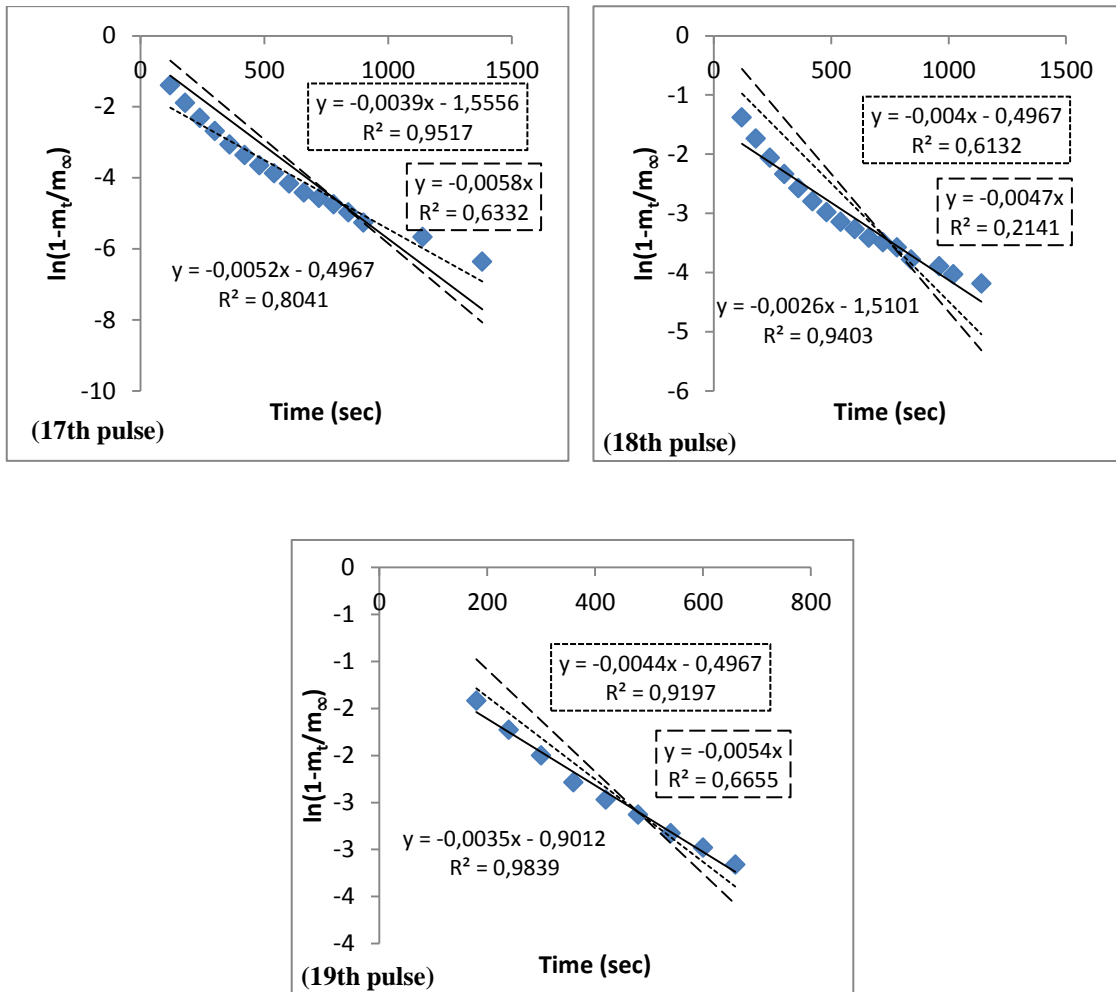 0
0
500
1000
1500
-2
-4
-6
-8
-10
ln(1-mt/m∞)
y = -0,0039x - 1,5556
R² = 0,9517
y = -0,0058x
R² = 0,6332
y = -0,0052x - 0,4967
R² = 0,8041
Time (sec)
(17th pulse)
0
0
500
1000
1500
-1
-2
-3
-4
-5
-6
ln(1-mt/m∞)
y = -0,004x - 0,4967
R² = 0,6132
y = -0,0047x
R² = 0,2141
y = -0,0026x - 1,5101
R² = 0,9403
Time (sec)
(18th pulse)
0
0
200
400
600
800
-1
-1
-2
-2
-3
-3
-4
-4
ln(1-mt/m∞)
y = -0,0044x - 0,4967
R² = 0,9197
y = -0,0054x
R² = 0,6655
y = -0,0035x - 0,9012
R² = 0,9839
Time (sec)
(19th pulse)